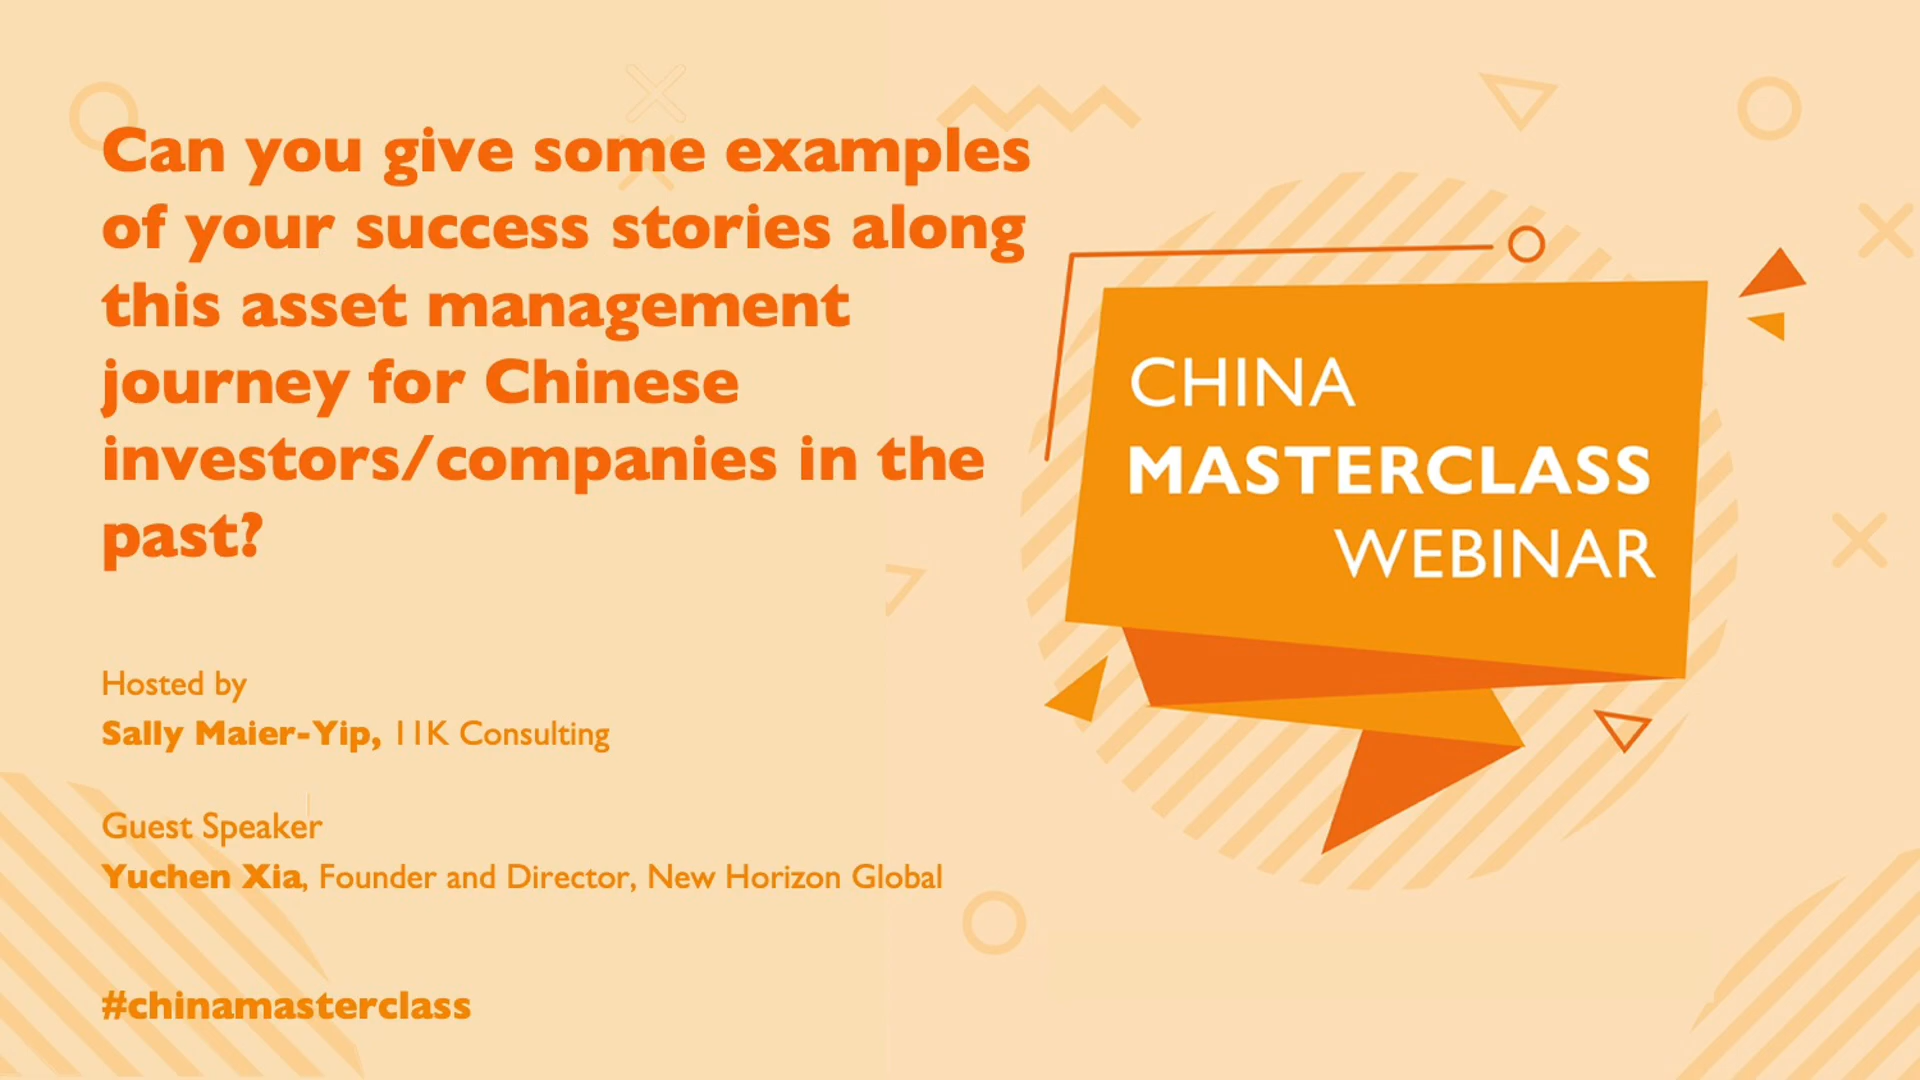 Can you give some examples
of your success stories along
this asset management
journey for Chinese
investors/companies in the
past?
Hosted by
Sally Maier-Yip, 11K Consulting
Guest Speaker
Yuchen Xia, Founder and Director, New Horizon Global
#chinamasterclass
CHINA
MASTERCLASS
WEBINAR